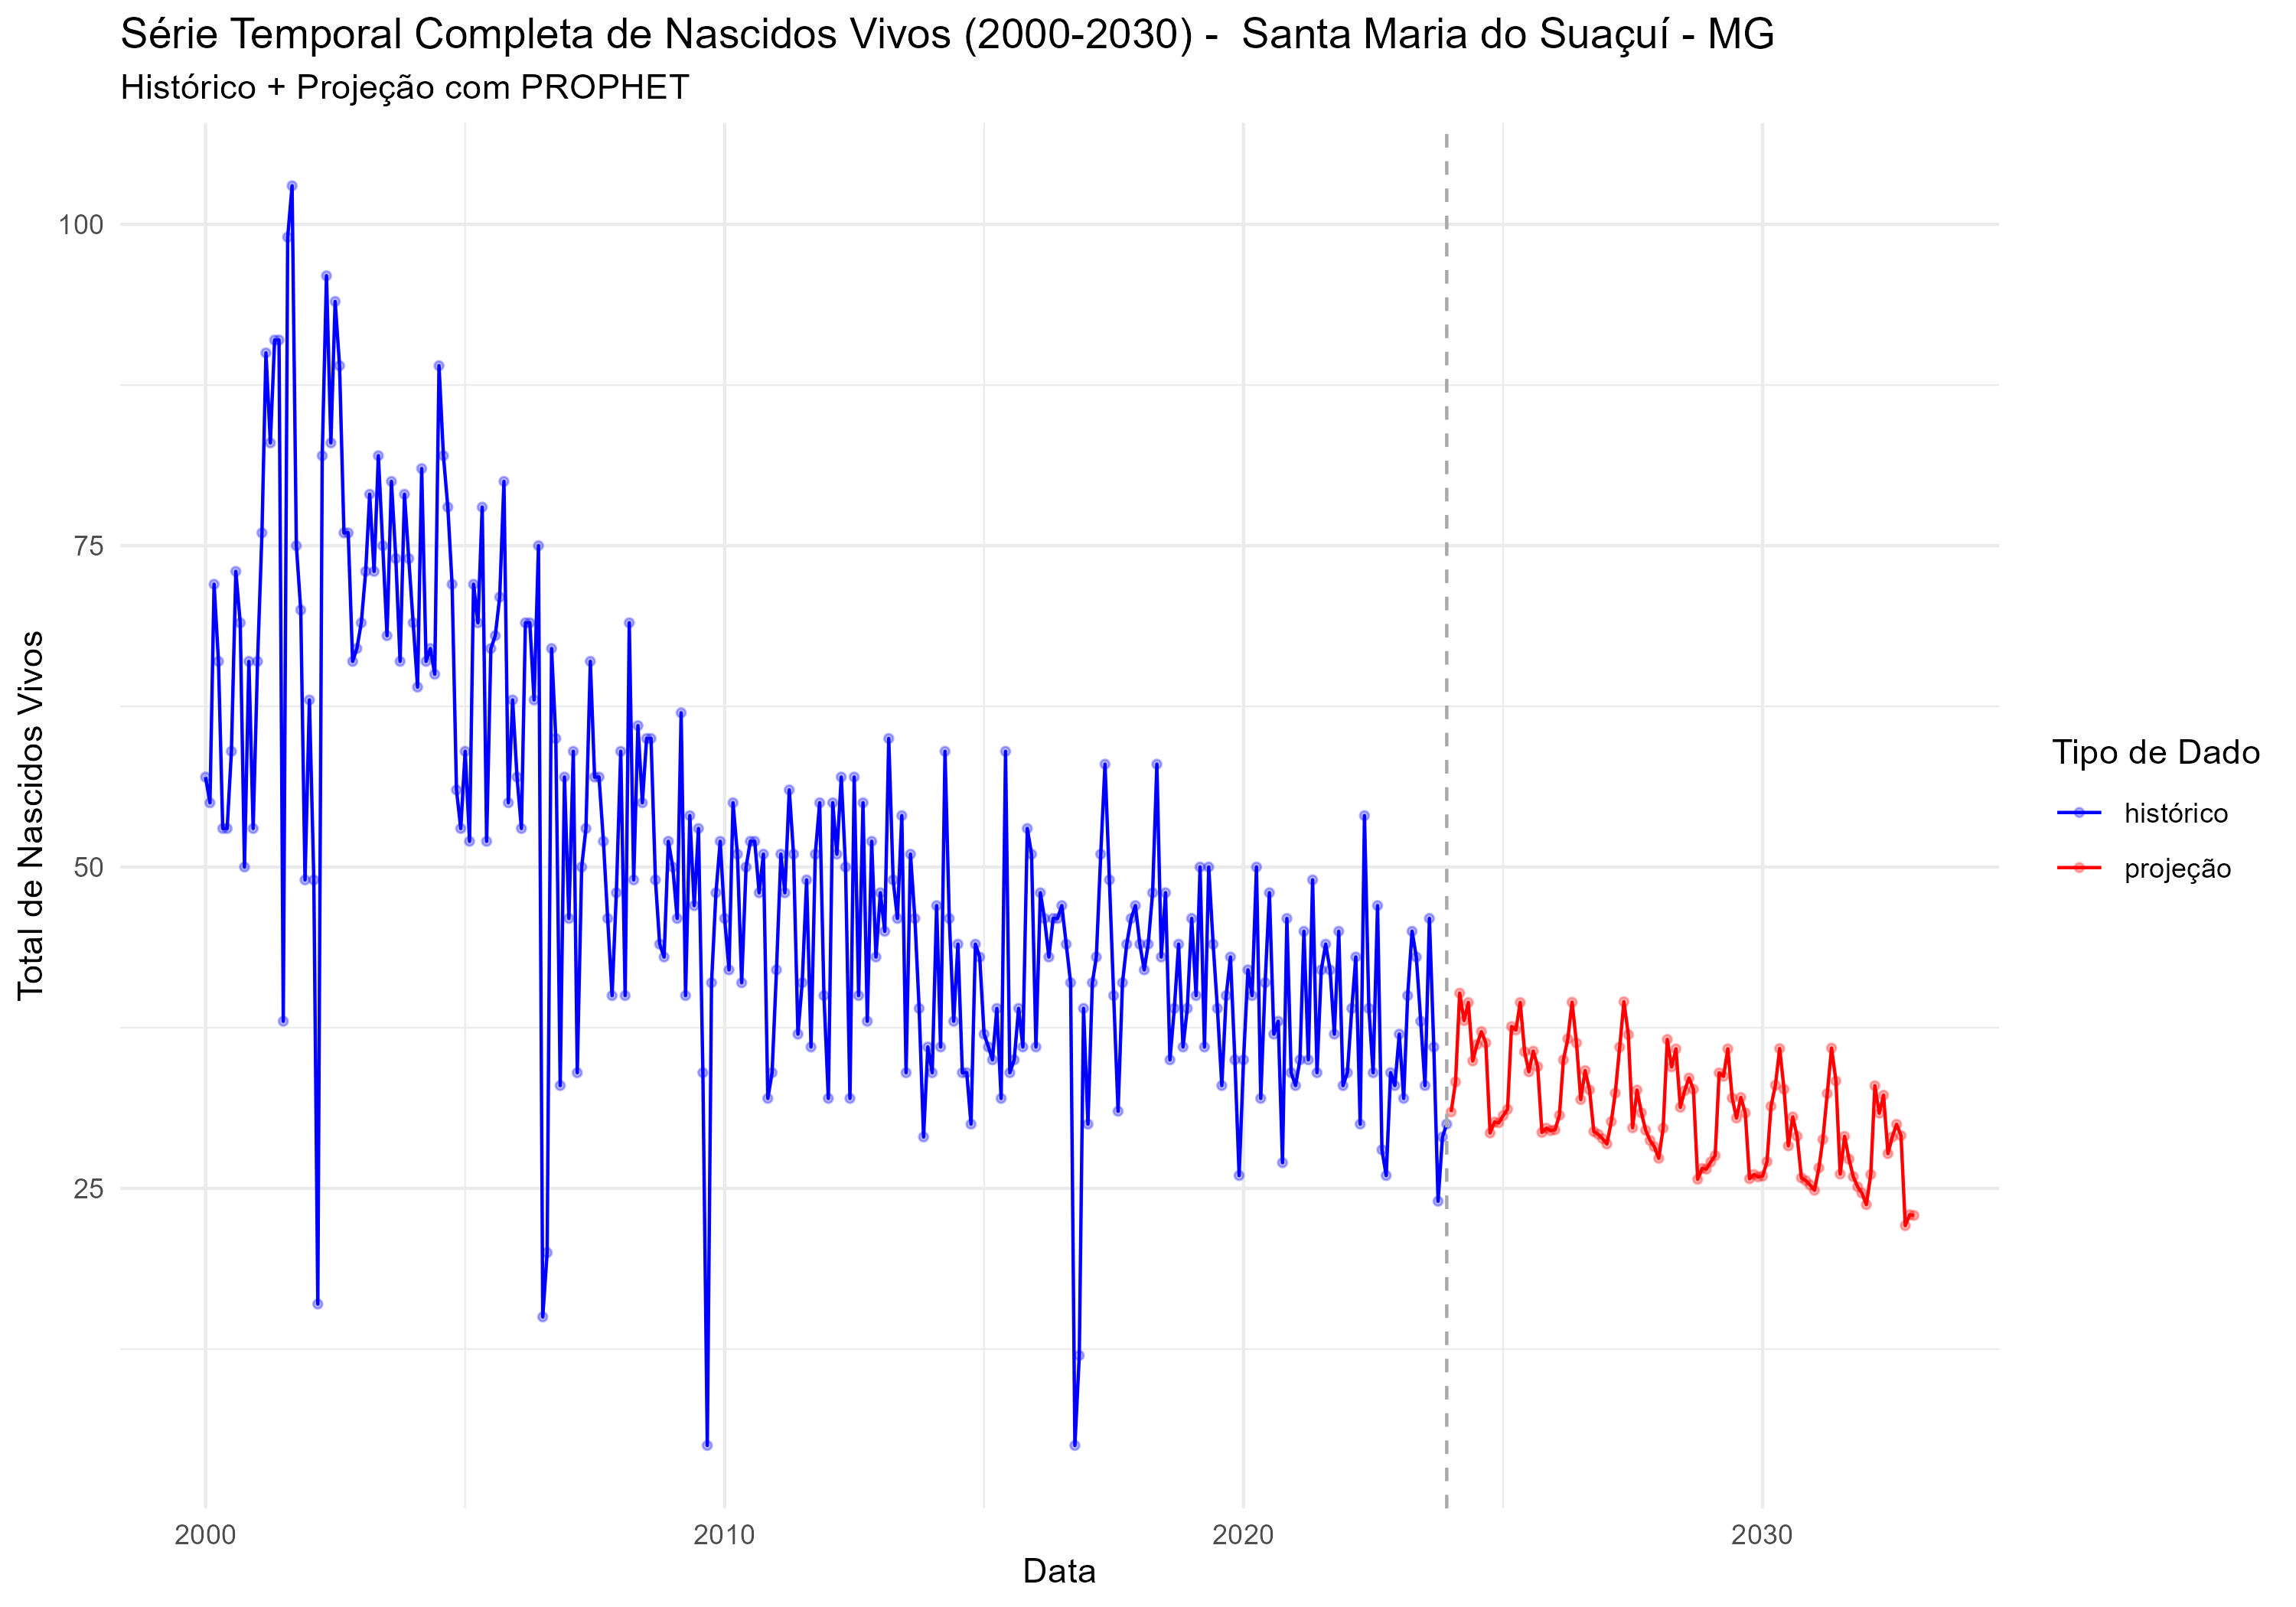 Série Temporal Completa de Nascidos Vivos (2000-2030) -  Santa Maria do Suaçuí - MG
Histórico + Projeção com PROPHET
Total de Nascidos Vivos
100
75
50
25
2000
2010
2020
2030
Data
Tipo de Dado
histórico
projeção